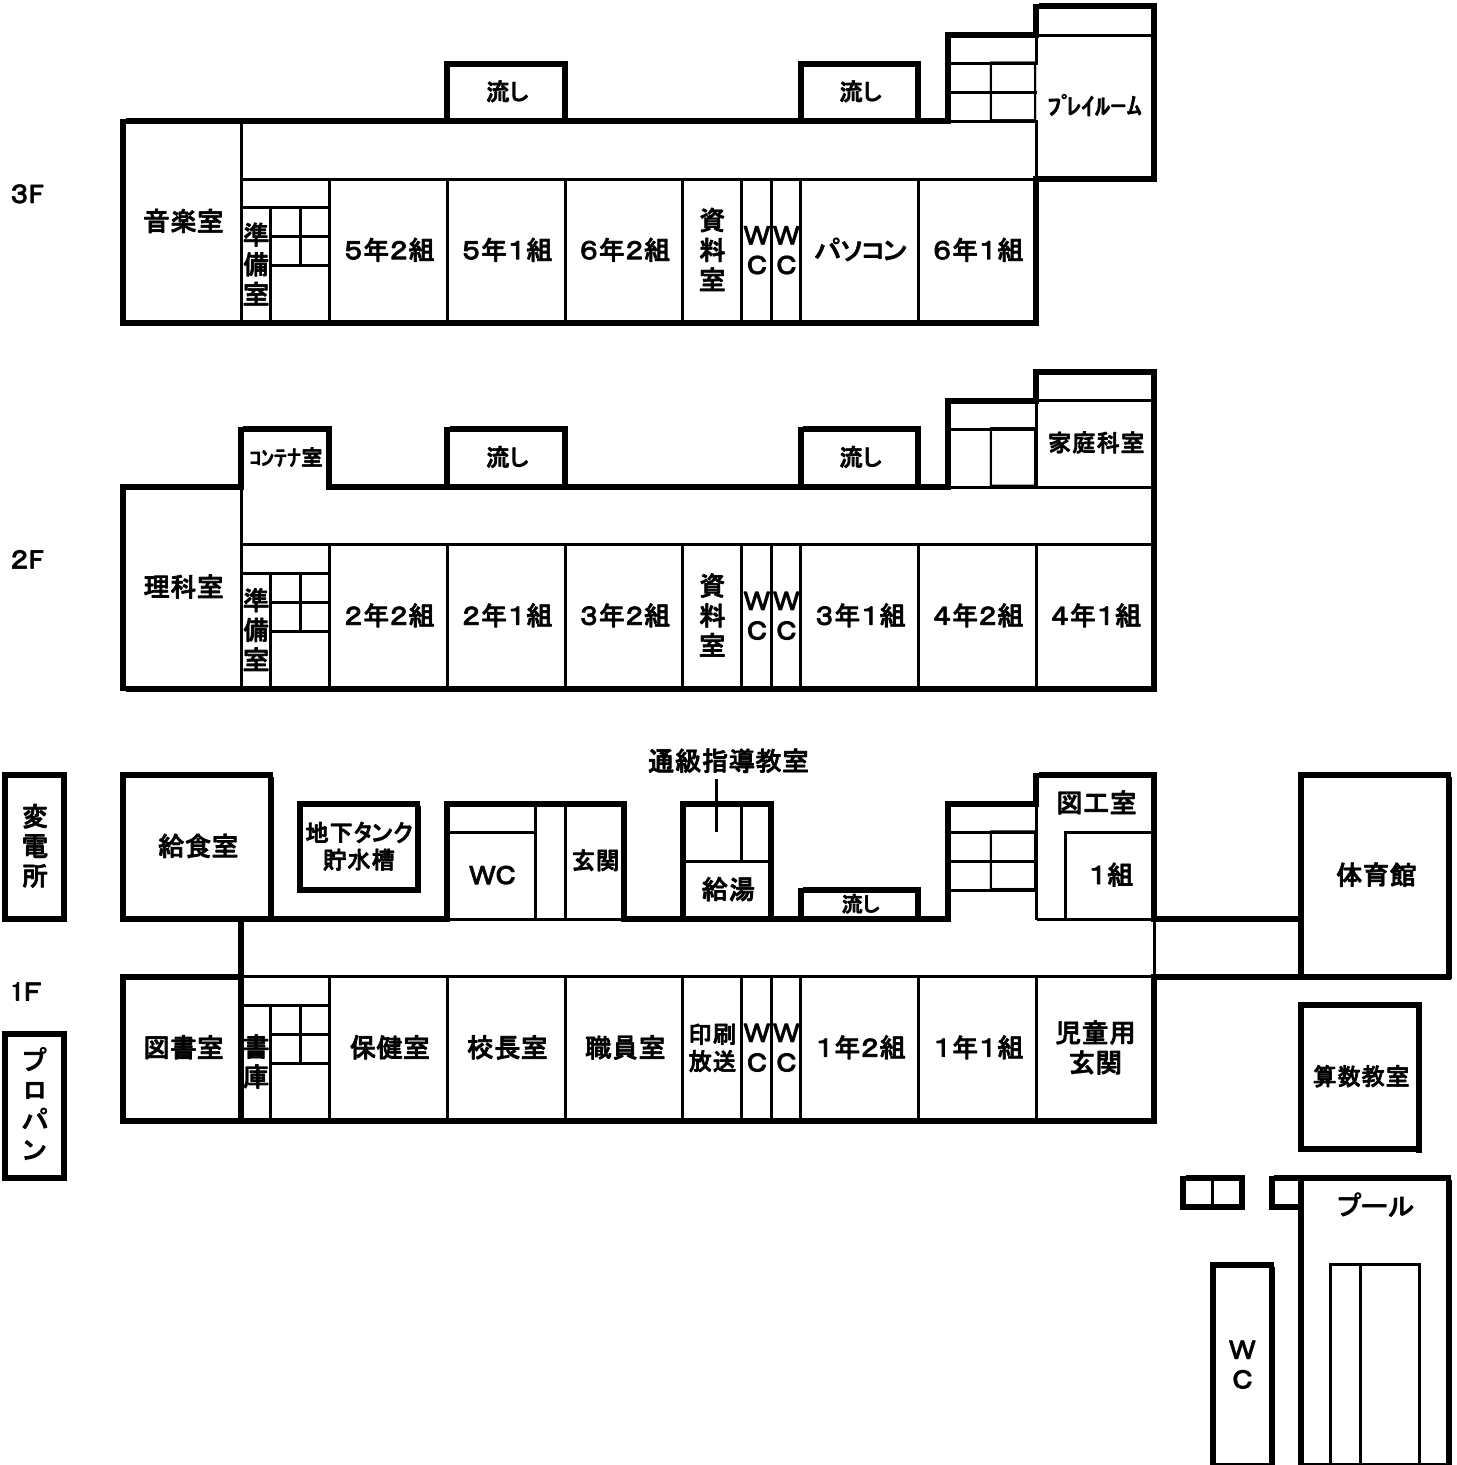 3F
流し
流し
プレイルーム
音楽室
準備室
5年2組
5年1組
6年2組
資料室
WC
WC
パソコン
6年1組
2F
コンテナ室
流し
流し
家庭科室
理科室
準備室
2年2組
2年1組
3年2組
資料室
WC
WC
3年1組
4年2組
4年1組
1F
変電所
給食室
地下タンク
貯水槽
WC
玄関
通級指導教室
給湯
流し
図工室
1組
体育館
プロパン
図書室
書庫
保健室
校長室
職員室
印刷
放送
WC
WC
1年2組
1年1組
児童用
玄関
算数教室
プール
WC